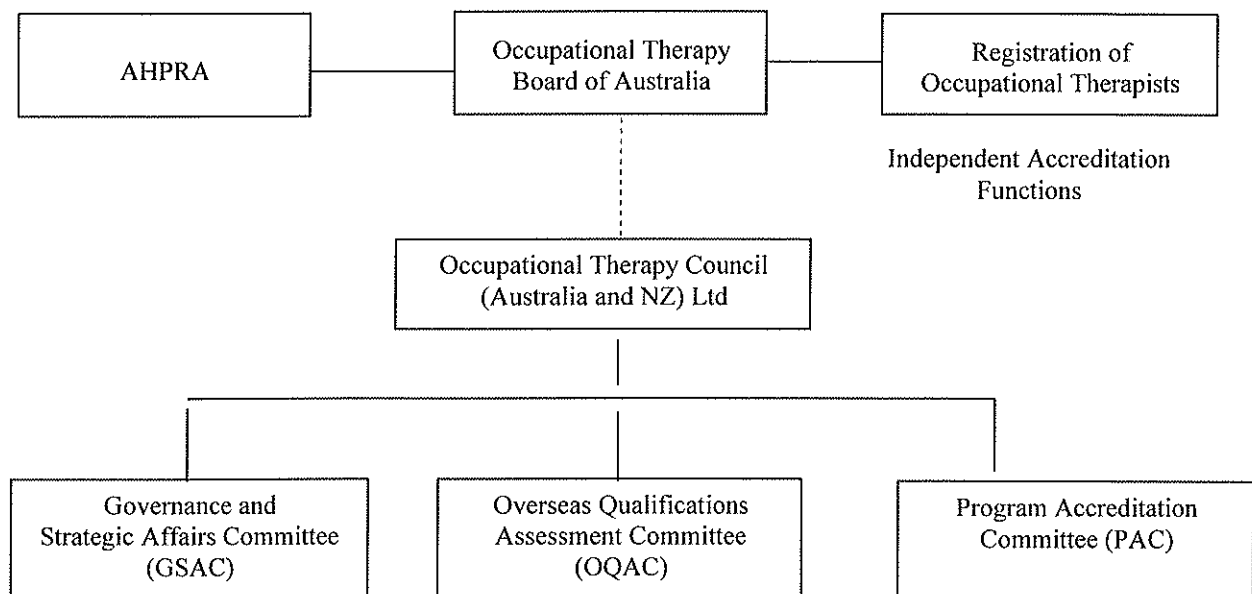 AHPRA
Occupational Therapy
Board of Australia
Registration of
Occupational Therapists
Independent Accreditation
Functions
Occupational Therapy Council
(Australia and NZ) Ltd
Governance and
Strategic Affairs Committee
(GSAC)
Overseas Qualifications
Assessment Committee
(OQAC)
Program Accreditation
Committee (PAC)